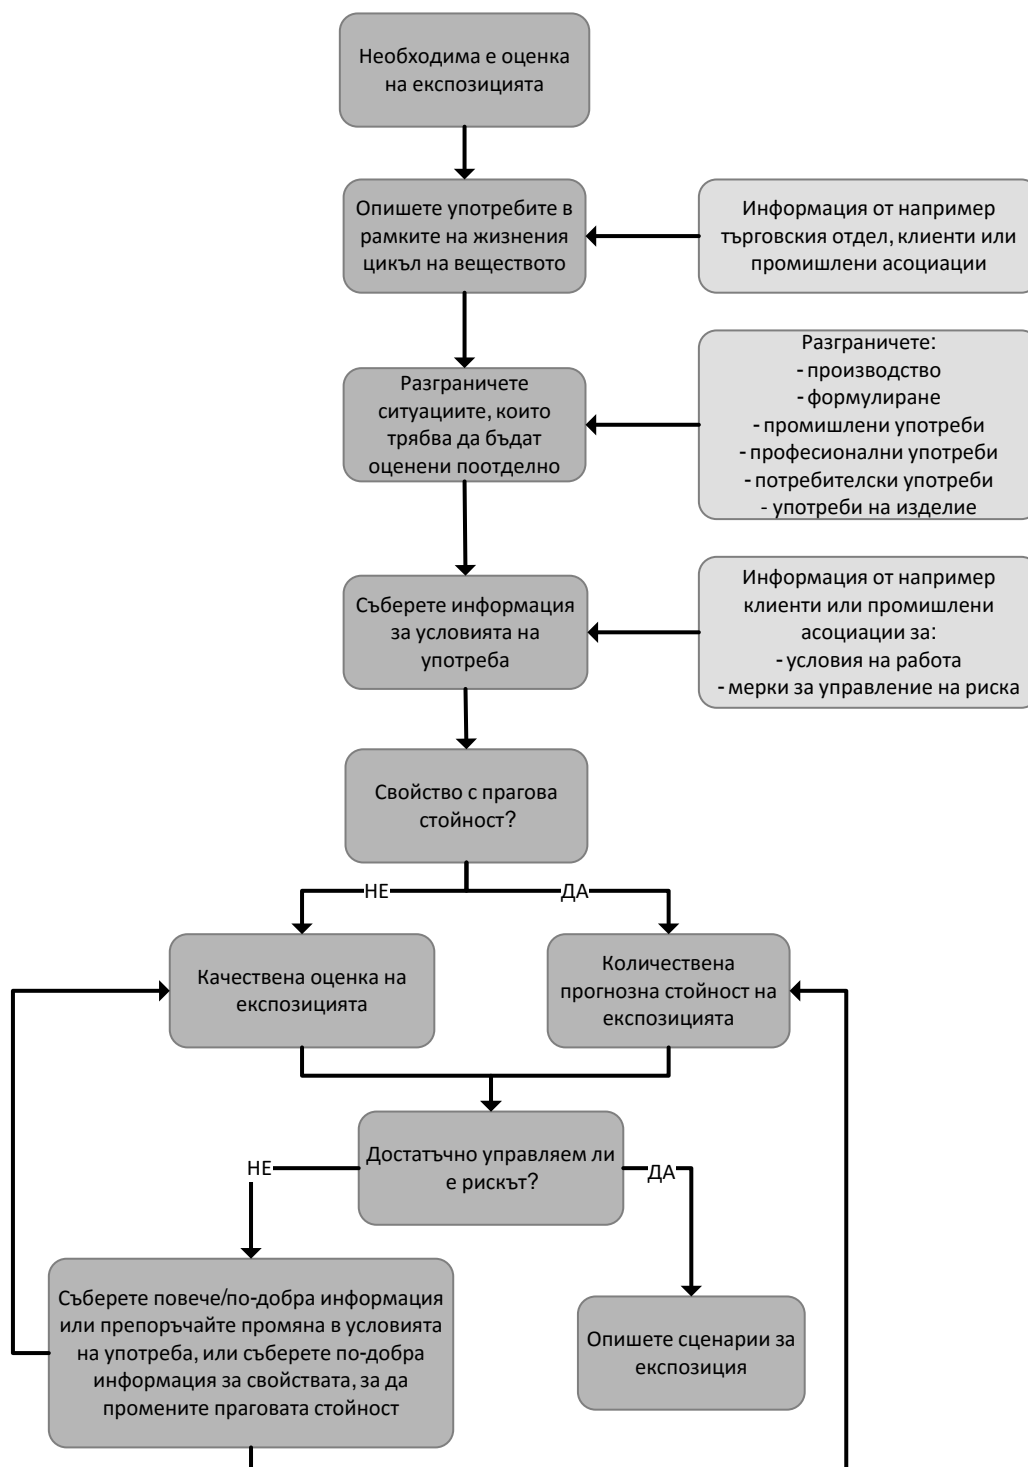 Необходима е оценка
на експозицията
Опишете употребите в
рамките на жизнения
цикъл на веществото
Информация от например
търговския отдел, клиенти или
промишлени асоциации
Разграничете
ситуациите, които
трябва да бъдат
оценени поотделно
Разграничете:
- производство
- формулиране
- промишлени употреби
- професионални употреби
- потребителски употреби
- употреби на изделие
Съберете информация
за условията на
употреба
Информация от например
клиенти или промишлени
асоциации за:
- условия на работа
- мерки за управление на риска
Свойство с прагова
стойност?
НЕ
ДА
Качествена оценка на
експозицията
Количествена
прогнозна стойност на
експозицията
Достатъчно управляем ли
е рискът?
НЕ
ДА
Съберете повече/по-добра информация
или препоръчайте промяна в условията
на употреба, или съберете по-добра
информация за свойствата, за да
промените праговата стойност
Опишете сценарии за
експозиция